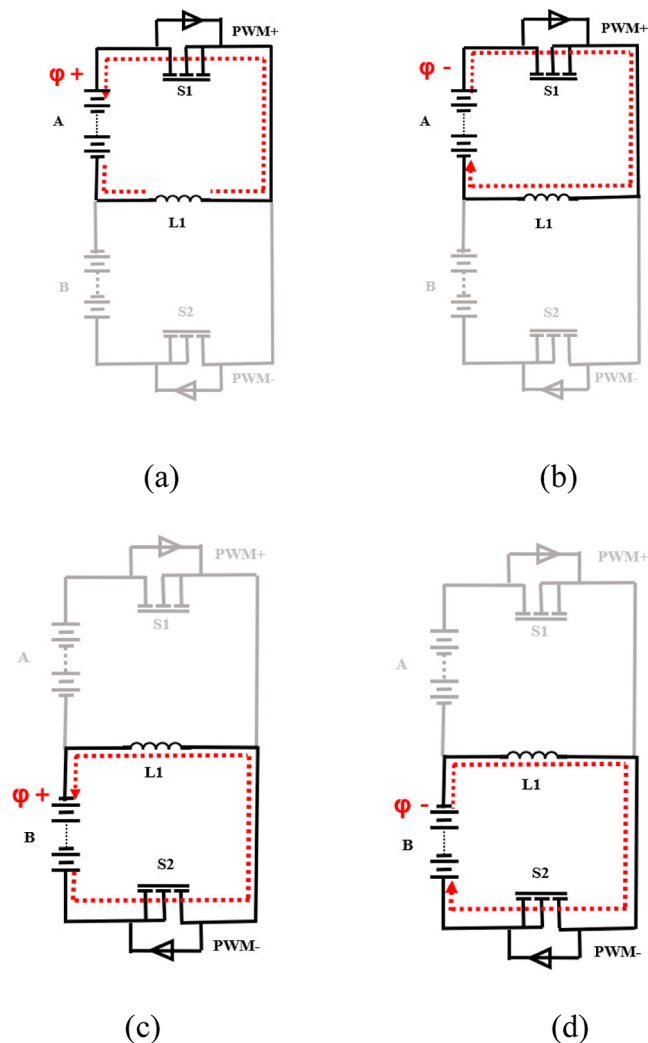 PWM+
φ +
S1
A
L1
B
S2
PWM-
(a)
PWM+
φ -
S1
A
L1
B
S2
PWM-
(b)
PWM+
S1
A
L1
φ +
B
S2
PWM-
(c)
PWM+
S1
A
L1
φ -
B
S2
PWM-
(d)